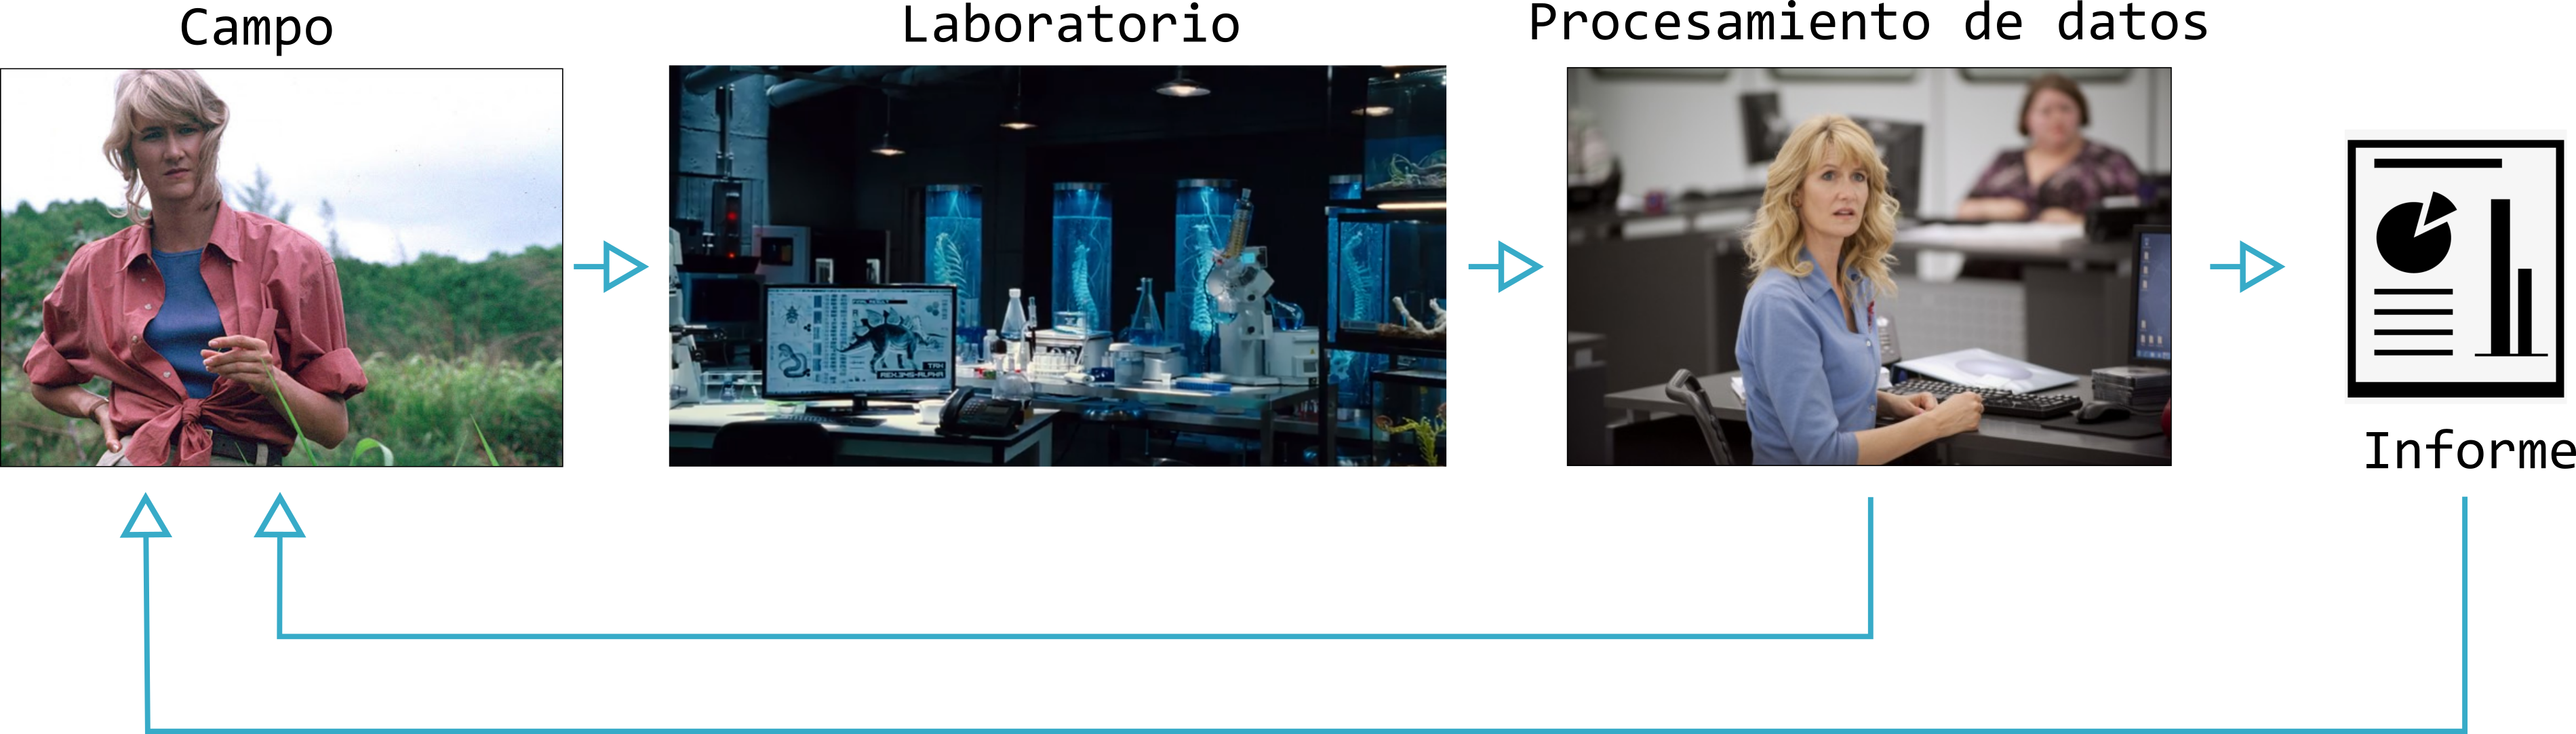 Campo
Laboratorio
Procesamiento de datos
Informe